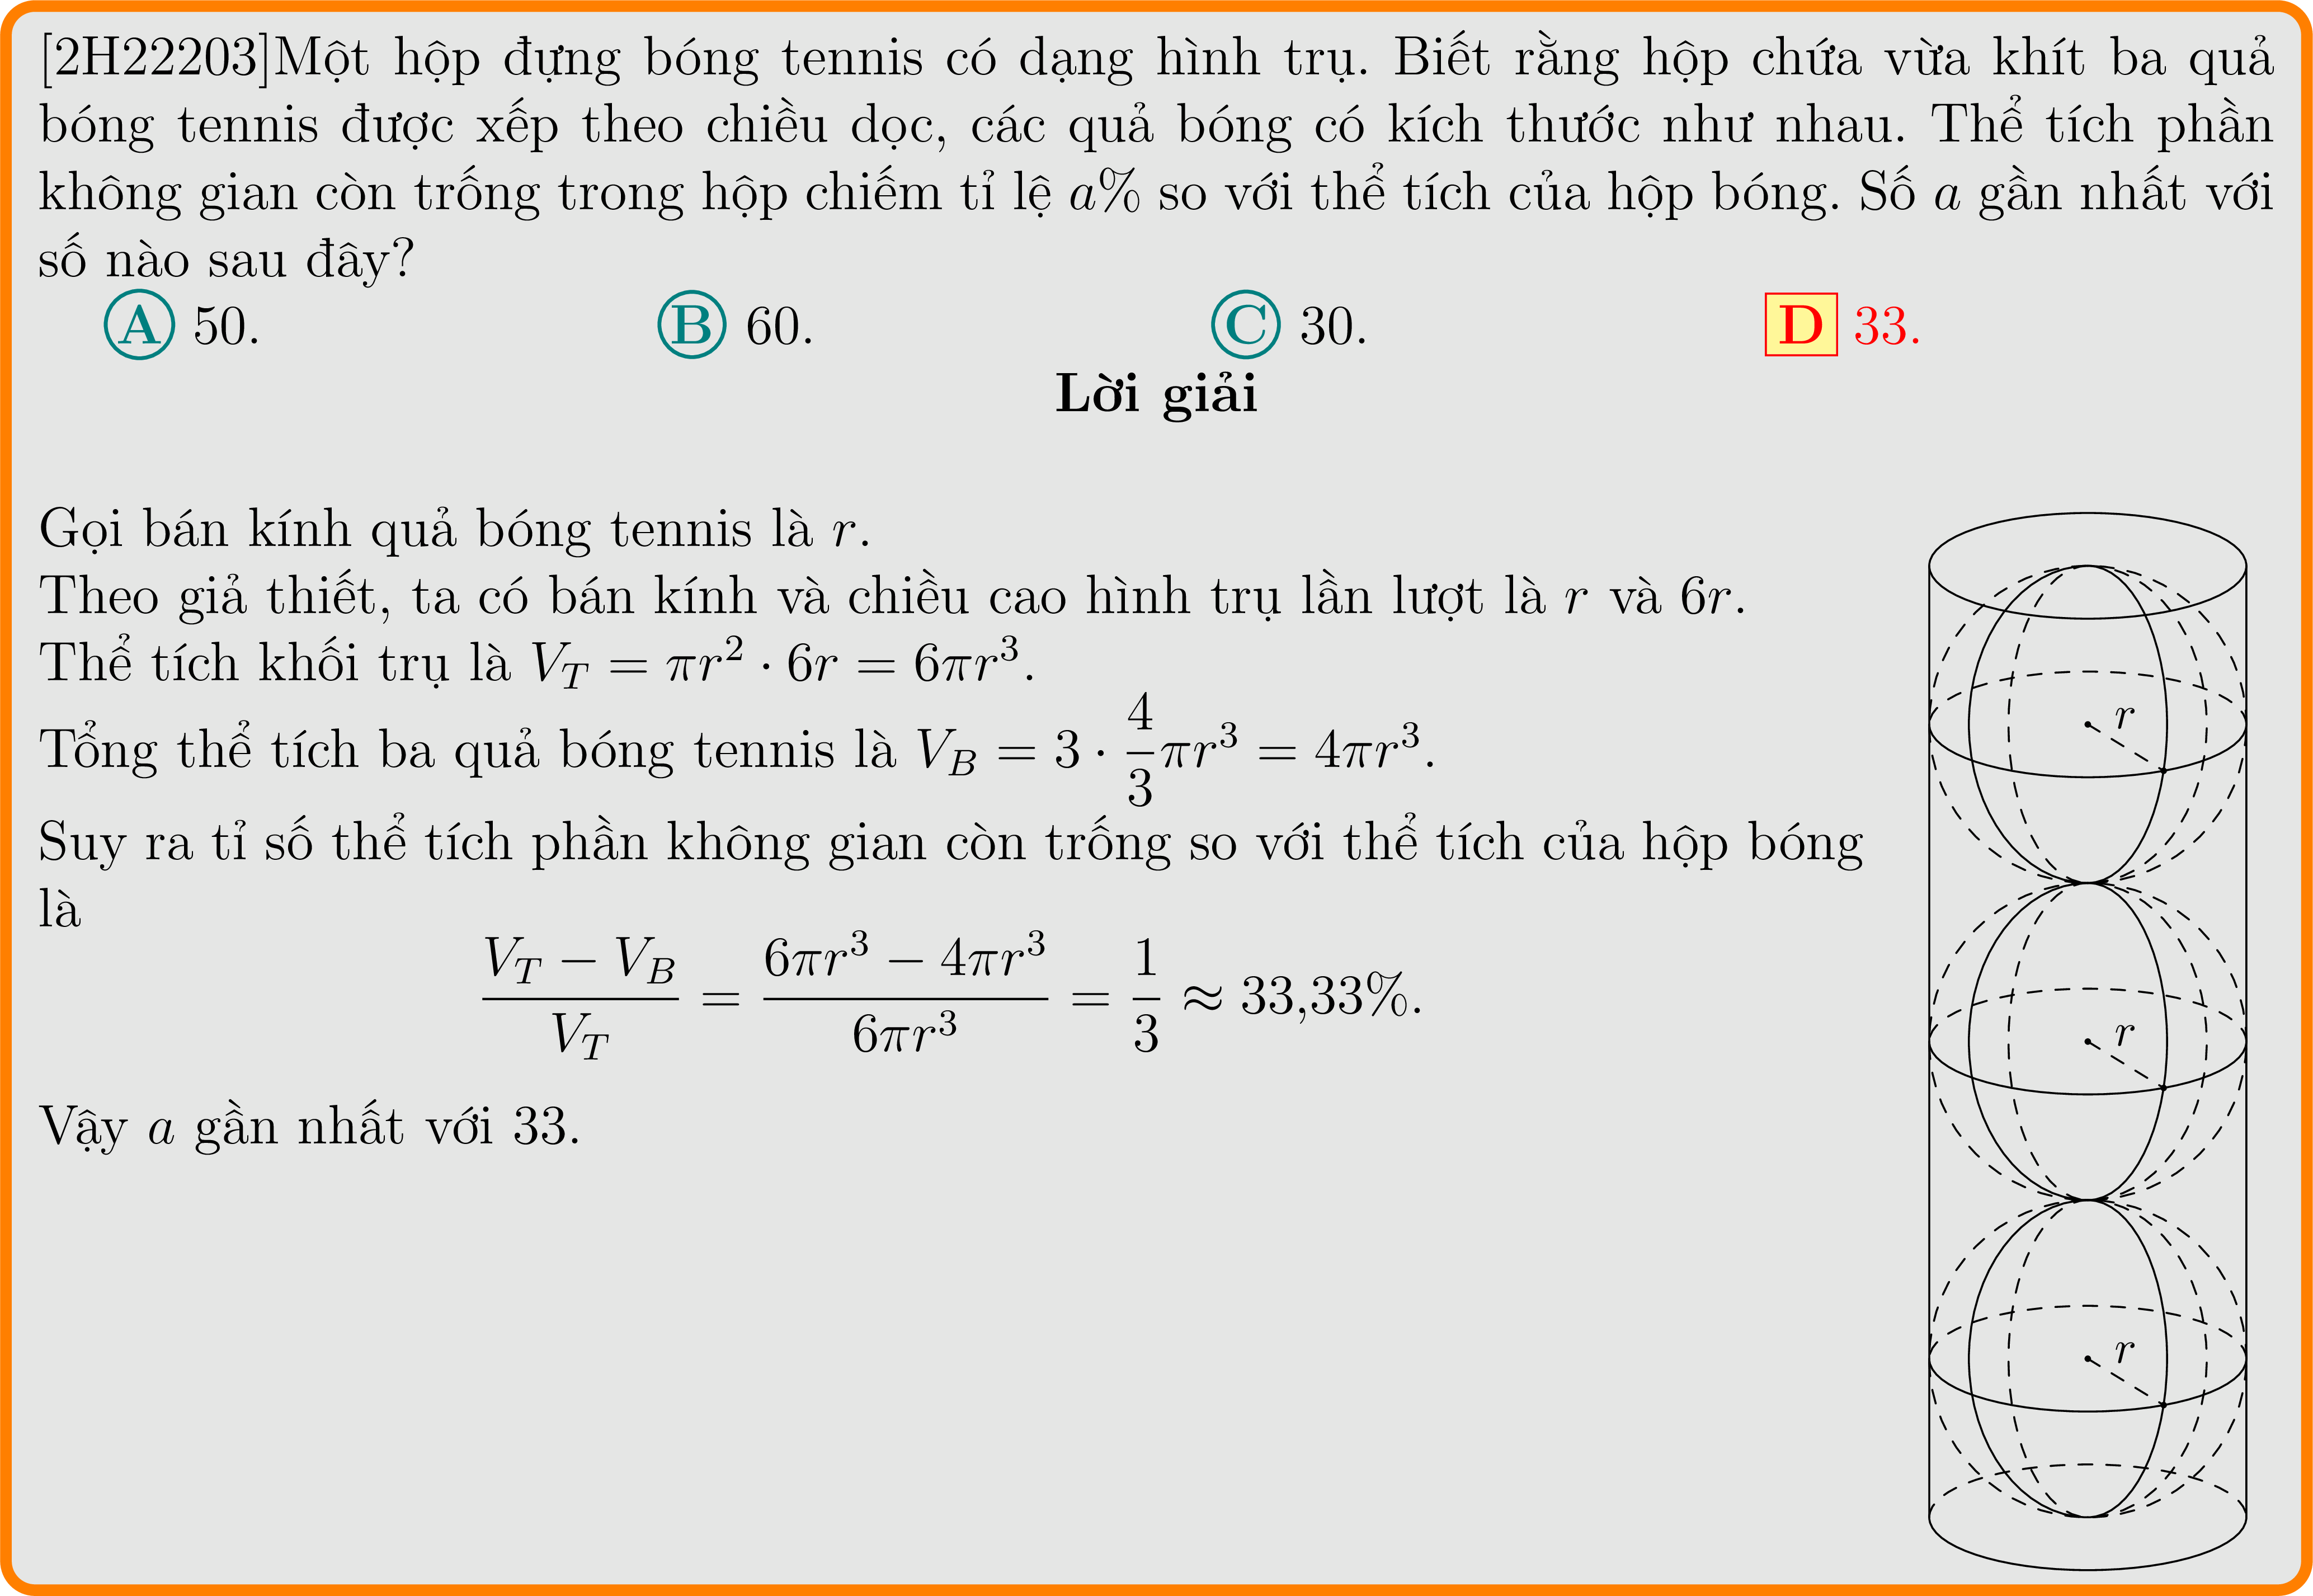 [2H22203]Một hộp đựng bóng tennis có dạng hình trụ. Biết rằng hộp chứa vừa khít ba quả
bóng tennis được xếp theo chiều dọc, các quả bóng có kích thước như nhau. Thể tích phần
không gian còn trống trong hộp chiếm tỉ lệ a% so với thể tích của hộp bóng. Số a gần nhất với
số nào sau đây?
A 50. B 60. C 30. D 33.
Lời giải
Gọi bán kính quả bóng tennis là r.
Theo giả thiết, ta có bán kính và chiều cao hình trụ lần lượt là r và 6r.
Thể tích khối trụ là $V_T = \pi r^2 \cdot 6r = 6\pi r^3$.
Tổng thể tích ba quả bóng tennis là $V_B = 3 \cdot \frac{4}{3}\pi r^3 = 4\pi r^3$.
Suy ra tỉ số thể tích phần không gian còn trống so với thể tích của hộp bóng
là
$\frac{V_T - V_B}{V_T} = \frac{6\pi r^3 - 4\pi r^3}{6\pi r^3} = \frac{1}{3} \approx 33{,}33\%.$
Vậy a gần nhất với 33.
r
r
r